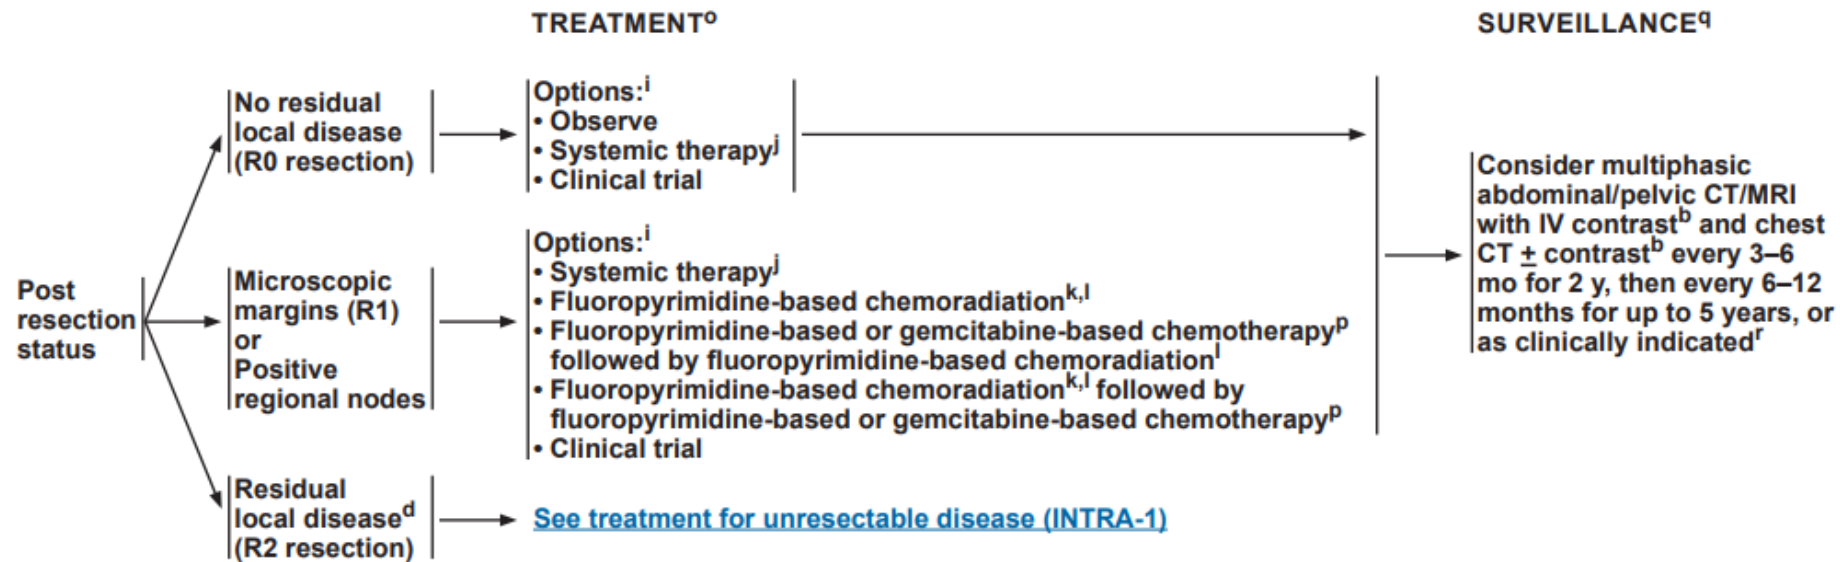 TREATMENTᵒ
SURVEILLANCE^q
Post
resection
status
No residual
local disease
(R0 resection)
Options:ⁱ
• Observe
• Systemic therapyʲ
• Clinical trial
Microscopic
margins (R1)
or
Positive
regional nodes
Options:ⁱ
• Systemic therapyʲ
• Fluoropyrimidine-based chemoradiationᵏ,ˡ
• Fluoropyrimidine-based or gemcitabine-based chemotherapyᵖ
followed by fluoropyrimidine-based chemoradiationˡ
• Fluoropyrimidine-based chemoradiationᵏ,ˡ followed by
fluoropyrimidine-based or gemcitabine-based chemotherapyᵖ
• Clinical trial
Residual
local diseaseᵈ
(R2 resection)
See treatment for unresectable disease (INTRA-1)
Consider multiphasic
abdominal/pelvic CT/MRI
with IV contrastᵇ and chest
CT ± contrastᵇ every 3–6
mo for 2 y, then every 6–12
months for up to 5 years, or
as clinically indicatedʳ